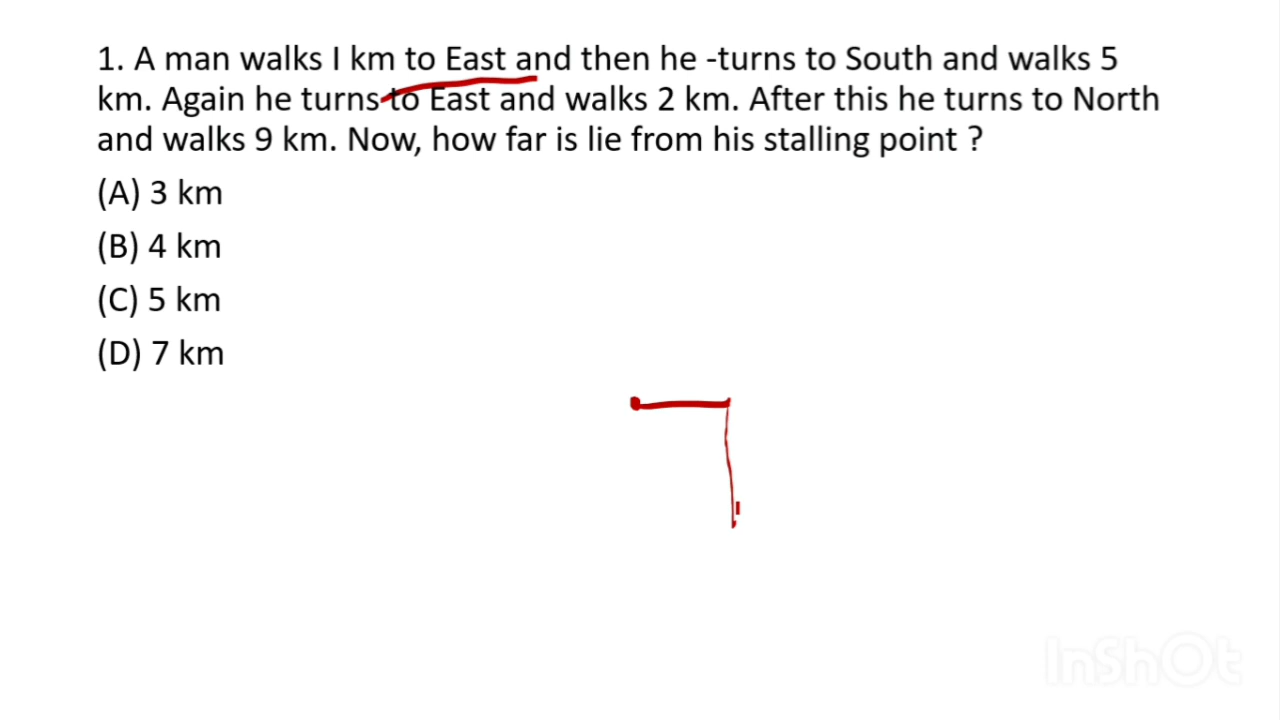 1. A man walks I km to East and then he -turns to South and walks 5
km. Again he turns to East and walks 2 km. After this he turns to North
and walks 9 km. Now, how far is lie from his stalling point ?
(A) 3 km
(B) 4 km
(C) 5 km
(D) 7 km
InShOt